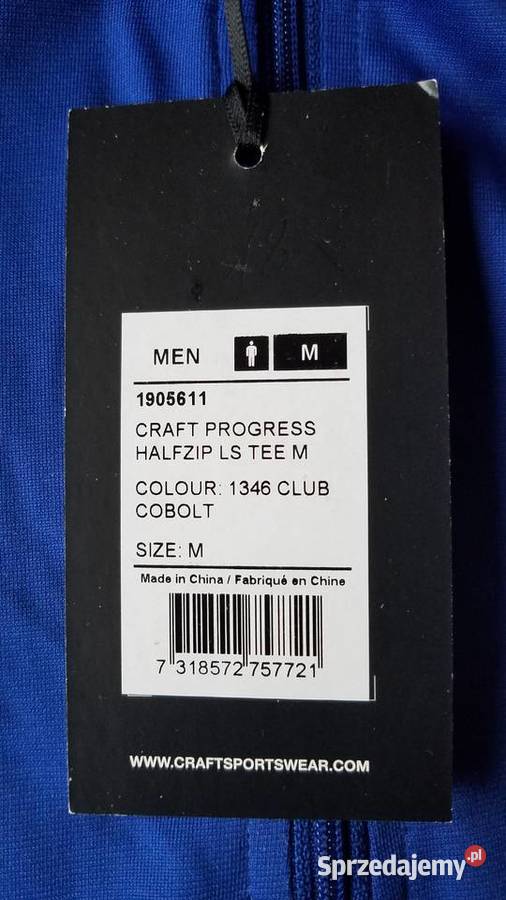 MEN M
1905611
CRAFT PROGRESS
HALFZIP LS TEE M
COLOUR: 1346 CLUB
COBOLT
SIZE: M
Made in China / Fabriqué en Chine
7 318572 757721
WWW.CRAFTSPORTSWEAR.COM
Sprzedajemy.pl